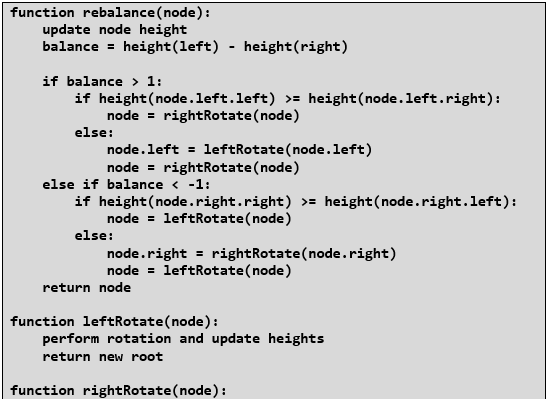 function rebalance(node):
    update node height
    balance = height(left) - height(right)

    if balance > 1:
        if height(node.left.left) >= height(node.left.right):
            node = rightRotate(node)
        else:
            node.left = leftRotate(node.left)
            node = rightRotate(node)
    else if balance < -1:
        if height(node.right.right) >= height(node.right.left):
            node = leftRotate(node)
        else:
            node.right = rightRotate(node.right)
            node = leftRotate(node)
    return node

function leftRotate(node):
    perform rotation and update heights
    return new root

function rightRotate(node):